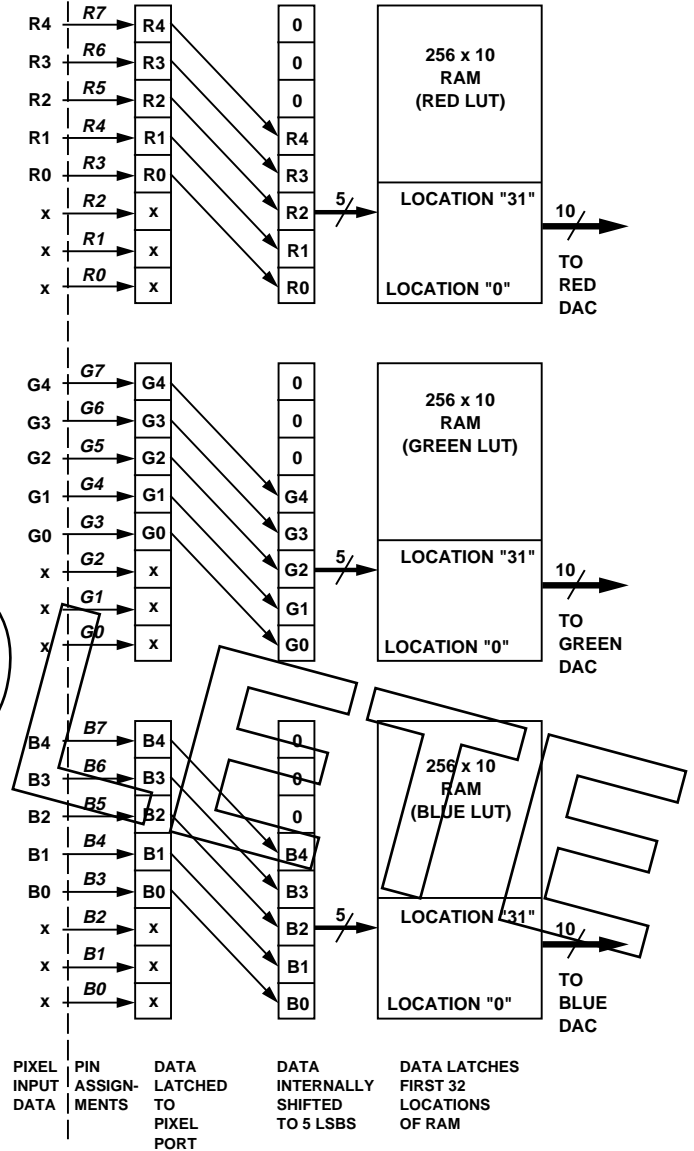 R4 R7 R4 0
R3 R6 R3 0
R2 R5 R2 0
R1 R4 R1 R4
R0 R3 R0 R3
x R2 x R2
x R1 x R1
x R0 x R0
5
256 x 10
RAM
(RED LUT)
LOCATION "31"
LOCATION "0"
10
TO
RED
DAC
G4 G7 G4 0
G3 G6 G3 0
G2 G5 G2 0
G1 G4 G1 G4
G0 G3 G0 G3
x G2 x G2
x G1 x G1
x G0 x G0
5
256 x 10
RAM
(GREEN LUT)
LOCATION "31"
LOCATION "0"
10
TO
GREEN
DAC
B4 B7 B4 0
B3 B6 B3 0
B2 B5 B2 0
B1 B4 B1 B4
B0 B3 B0 B3
x B2 x B2
x B1 x B1
x B0 x B0
5
256 x 10
RAM
(BLUE LUT)
LOCATION "31"
LOCATION "0"
10
TO
BLUE
DAC
PIXEL
INPUT
DATA
PIN
ASSIGN-
MENTS
DATA
LATCHED
TO
PIXEL
PORT
DATA
INTERNALLY
SHIFTED
TO 5 LSBS
DATA LATCHES
FIRST 32
LOCATIONS
OF RAM
LETE